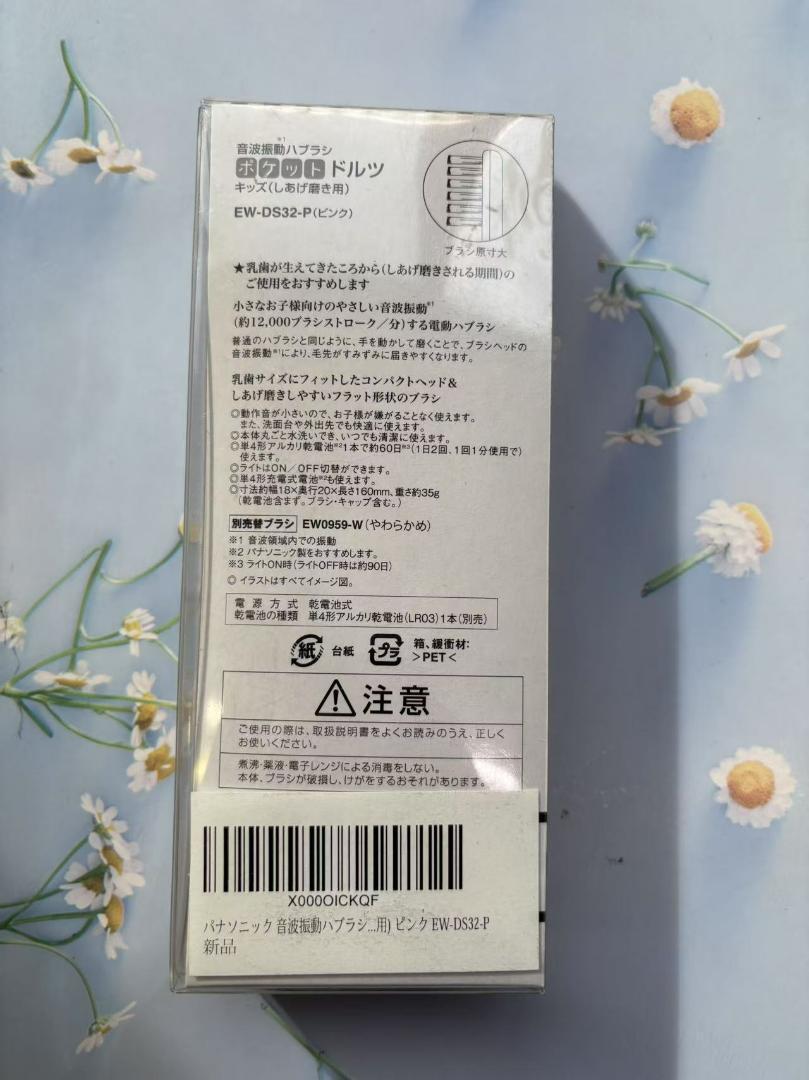 音波振動ハブラシ※1
ポケットドルツ
キッズ(しあげ磨き用)
EW-DS32-P(ピンク)
ブラシ原寸大
★乳歯が生えてきたころから(しあげ磨きされる期間)の
ご使用をおすすめします
小さなお子様向けのやさしい音波振動※1
(約12,000ブラシストローク/分)する電動ハブラシ
普通のハブラシと同じように、手を動かして磨くことで、ブラシヘッドの
音波振動※1により、毛先がすみずみに届きやすくなります。
乳歯サイズにフィットしたコンパクトヘッド&
しあげ磨きしやすいフラット形状のブラシ
◎動作音が小さいので、お子様が嫌がることなく使えます。
また、洗面台や外出先でも快適に使えます。
◎本体丸ごと水洗いでき、いつでも清潔に使えます。
◎単4形アルカリ乾電池※2 1本で約60日※3(1日2回、1回1分使用で)
使えます。
◎ライトはON/OFF切替ができます。
◎単4形充電式電池※2も使えます。
◎寸法約幅18×奥行20×長さ160mm、重さ約35g
(乾電池含まず。ブラシ・キャップ含む。)
別売替ブラシ EW0959-W(やわらかめ)
※1 音波領域内での振動
※2 パナソニック製をおすすめします。
※3 ライトON時(ライトOFF時は約90日)
◎ イラストはすべてイメージ図。
電源方式 乾電池式
乾電池の種類 単4形アルカリ乾電池(LR03)1本(別売)
紙 台紙 プラ 箱、緩衝材:
>PET<
注意
ご使用の際は、取扱説明書をよくお読みのうえ、正しく
お使いください。
煮沸・薬液・電子レンジによる消毒をしない。
本体、ブラシが破損し、けがをするおそれがあります。
X000OICKQF
パナソニック 音波振動ハブラシ...用) ピンク EW-DS32-P
新品